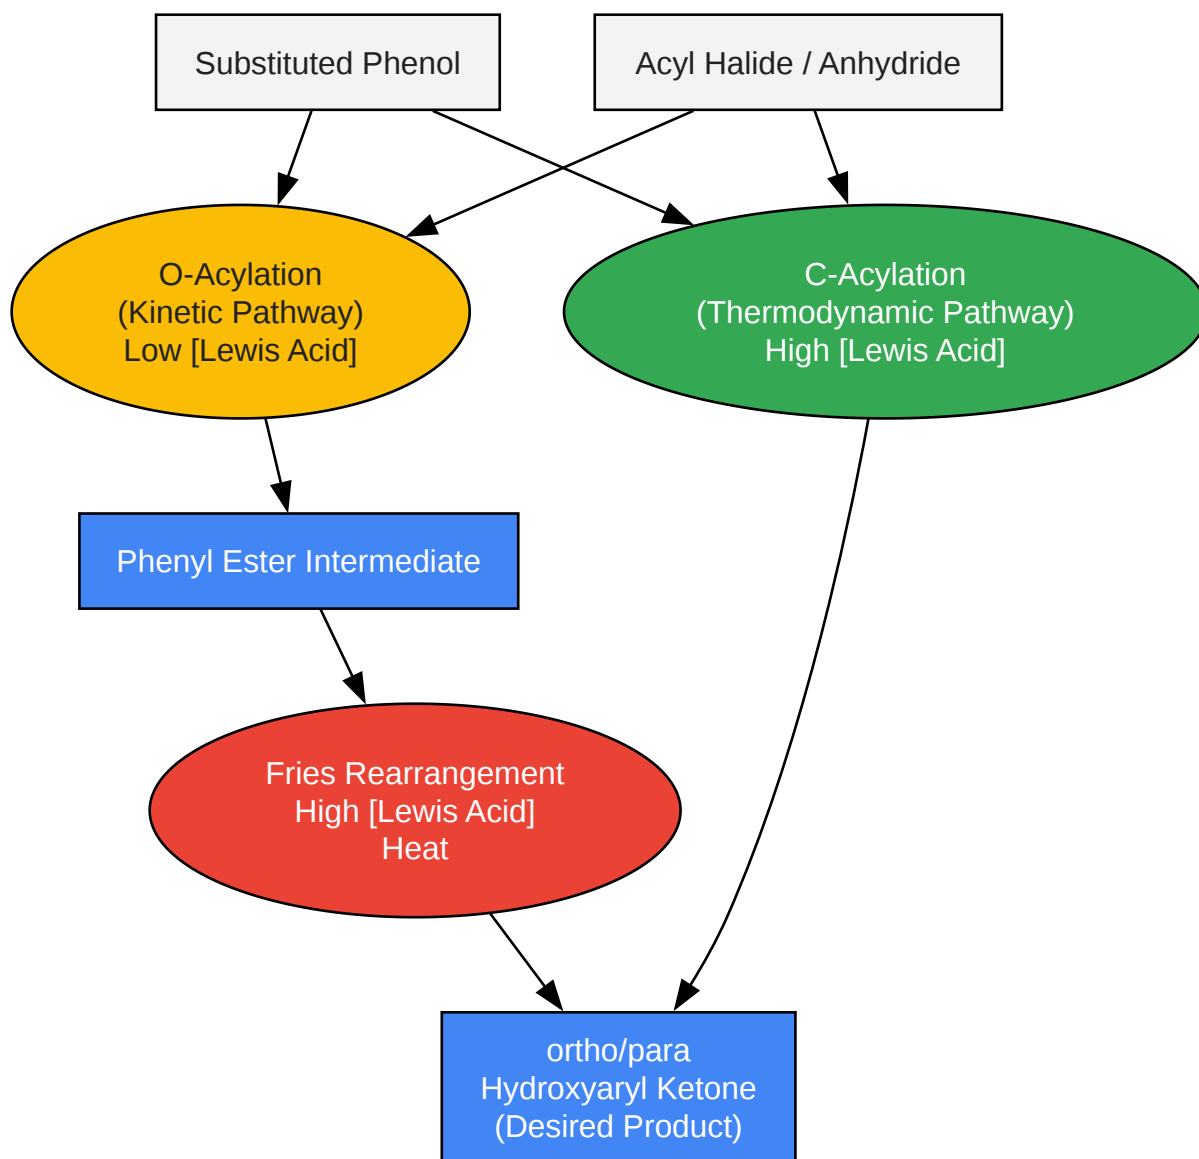 Substituted Phenol
Acyl Halide / Anhydride
O-Acylation
(Kinetic Pathway)
Low [Lewis Acid]
C-Acylation
(Thermodynamic Pathway)
High [Lewis Acid]
Phenyl Ester Intermediate
Fries Rearrangement
High [Lewis Acid]
Heat
ortho/para
Hydroxyaryl Ketone
(Desired Product)